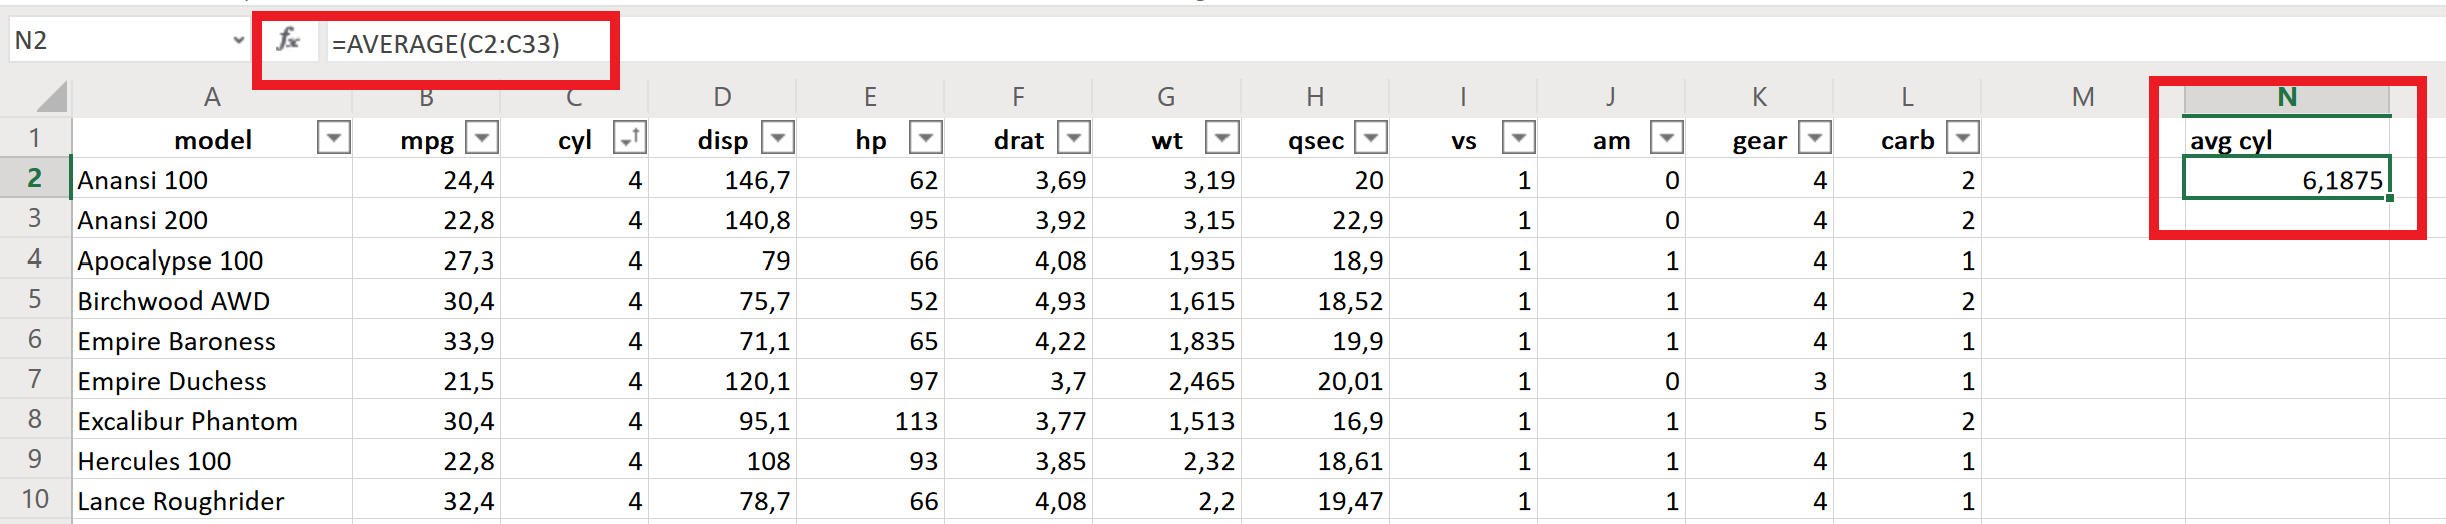 N2 fx =AVERAGE(C2:C33)
A B C D E F G H I J K L M N
1 model mpg cyl disp hp drat wt qsec vs am gear carb avg cyl
2 Anansi 100 24,4 4 146,7 62 3,69 3,19 20 1 0 4 2 6,1875
3 Anansi 200 22,8 4 140,8 95 3,92 3,15 22,9 1 0 4 2
4 Apocalypse 100 27,3 4 79 66 4,08 1,935 18,9 1 1 4 1
5 Birchwood AWD 30,4 4 75,7 52 4,93 1,615 18,52 1 1 4 2
6 Empire Baroness 33,9 4 71,1 65 4,22 1,835 19,9 1 1 4 1
7 Empire Duchess 21,5 4 120,1 97 3,7 2,465 20,01 1 0 3 1
8 Excalibur Phantom 30,4 4 95,1 113 3,77 1,513 16,9 1 1 5 2
9 Hercules 100 22,8 4 108 93 3,85 2,32 18,61 1 1 4 1
10 Lance Roughrider 32,4 4 78,7 66 4,08 2,2 19,47 1 1 4 1